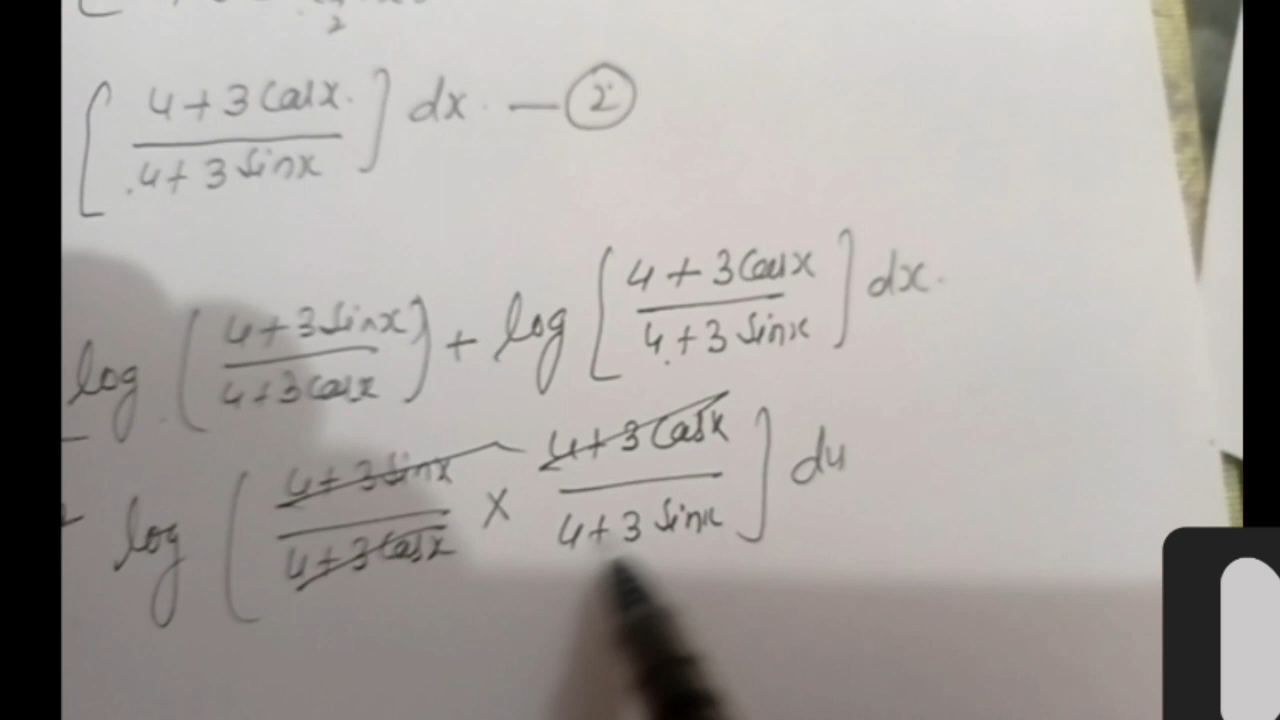 [ 4+3cosx / 4+3sinx ] dx. — ②
log ( 4+3sinx / 4+3cosx ) + log [ 4+3cosx / 4+3sinx ] dx.
log ( 4+3sinx / 4+3cosx × 4+3cosx / 4+3sinx ] du